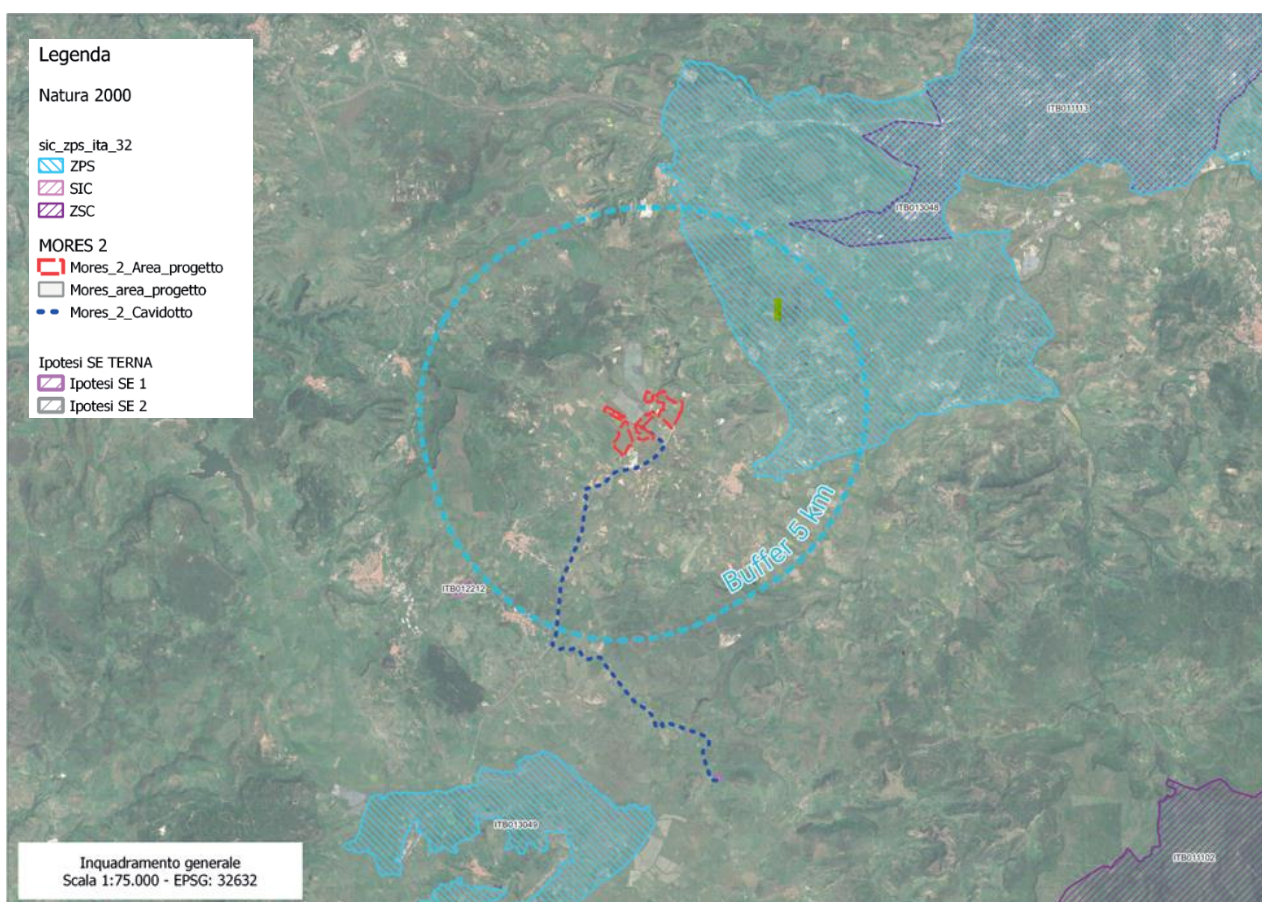 Legenda
Natura 2000
sic_zps_ita_32
ZPS
SIC
ZSC
MORES 2
Mores_2_Area_progetto
Mores_area_progetto
Mores_2_Cavidotto
Ipotesi SE TERNA
Ipotesi SE 1
Ipotesi SE 2
ITB011113
ITB013048
Buffer 5 km
ITB012212
ITB013049
ITB011102
Inquadramento generale
Scala 1:75.000 - EPSG: 32632